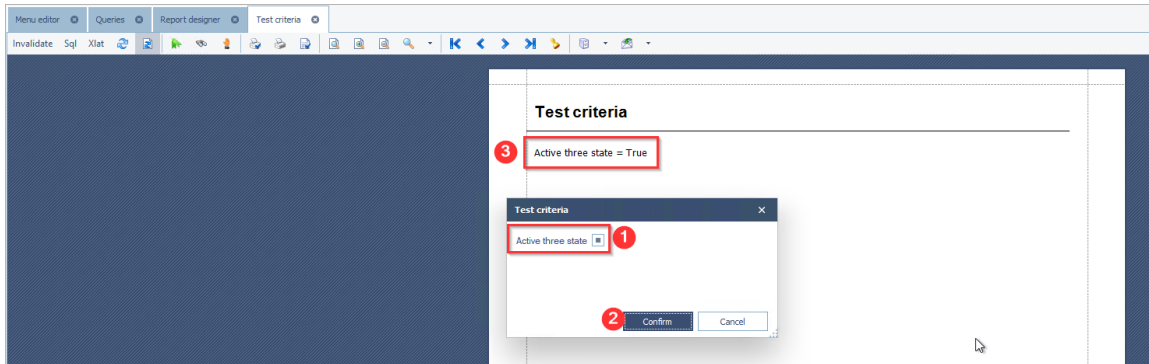 Menu editor Queries Report designer Test criteria
Invalidate Sql Xlat
Test criteria
3 Active three state = True
Test criteria
Active three state 1
2 Confirm Cancel